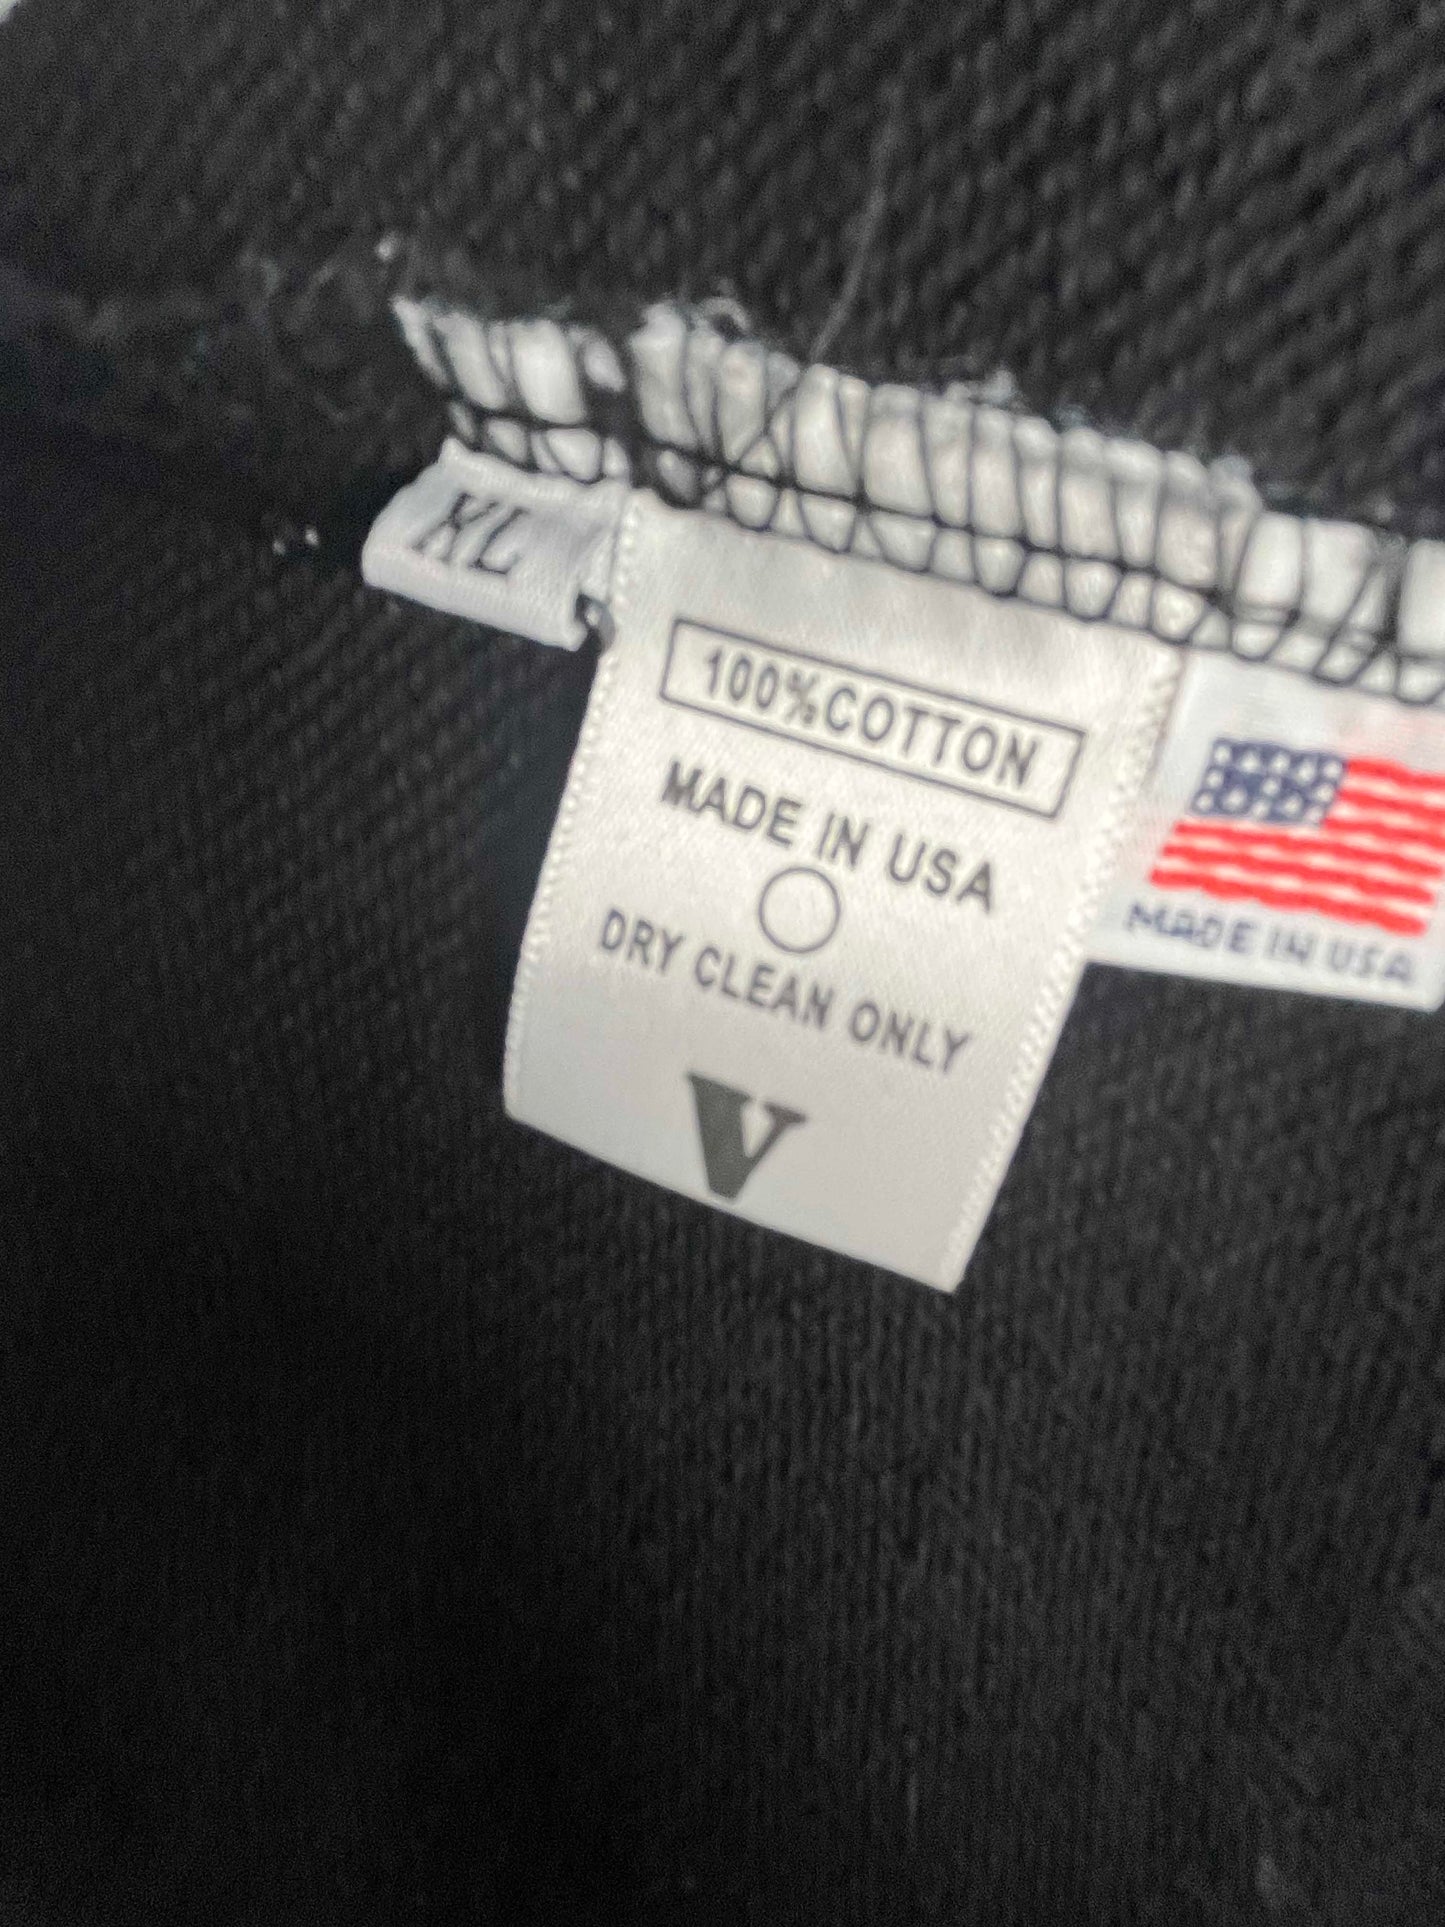 XL
100%COTTON
MADE IN USA
DRY CLEAN ONLY
V
MADE IN USA